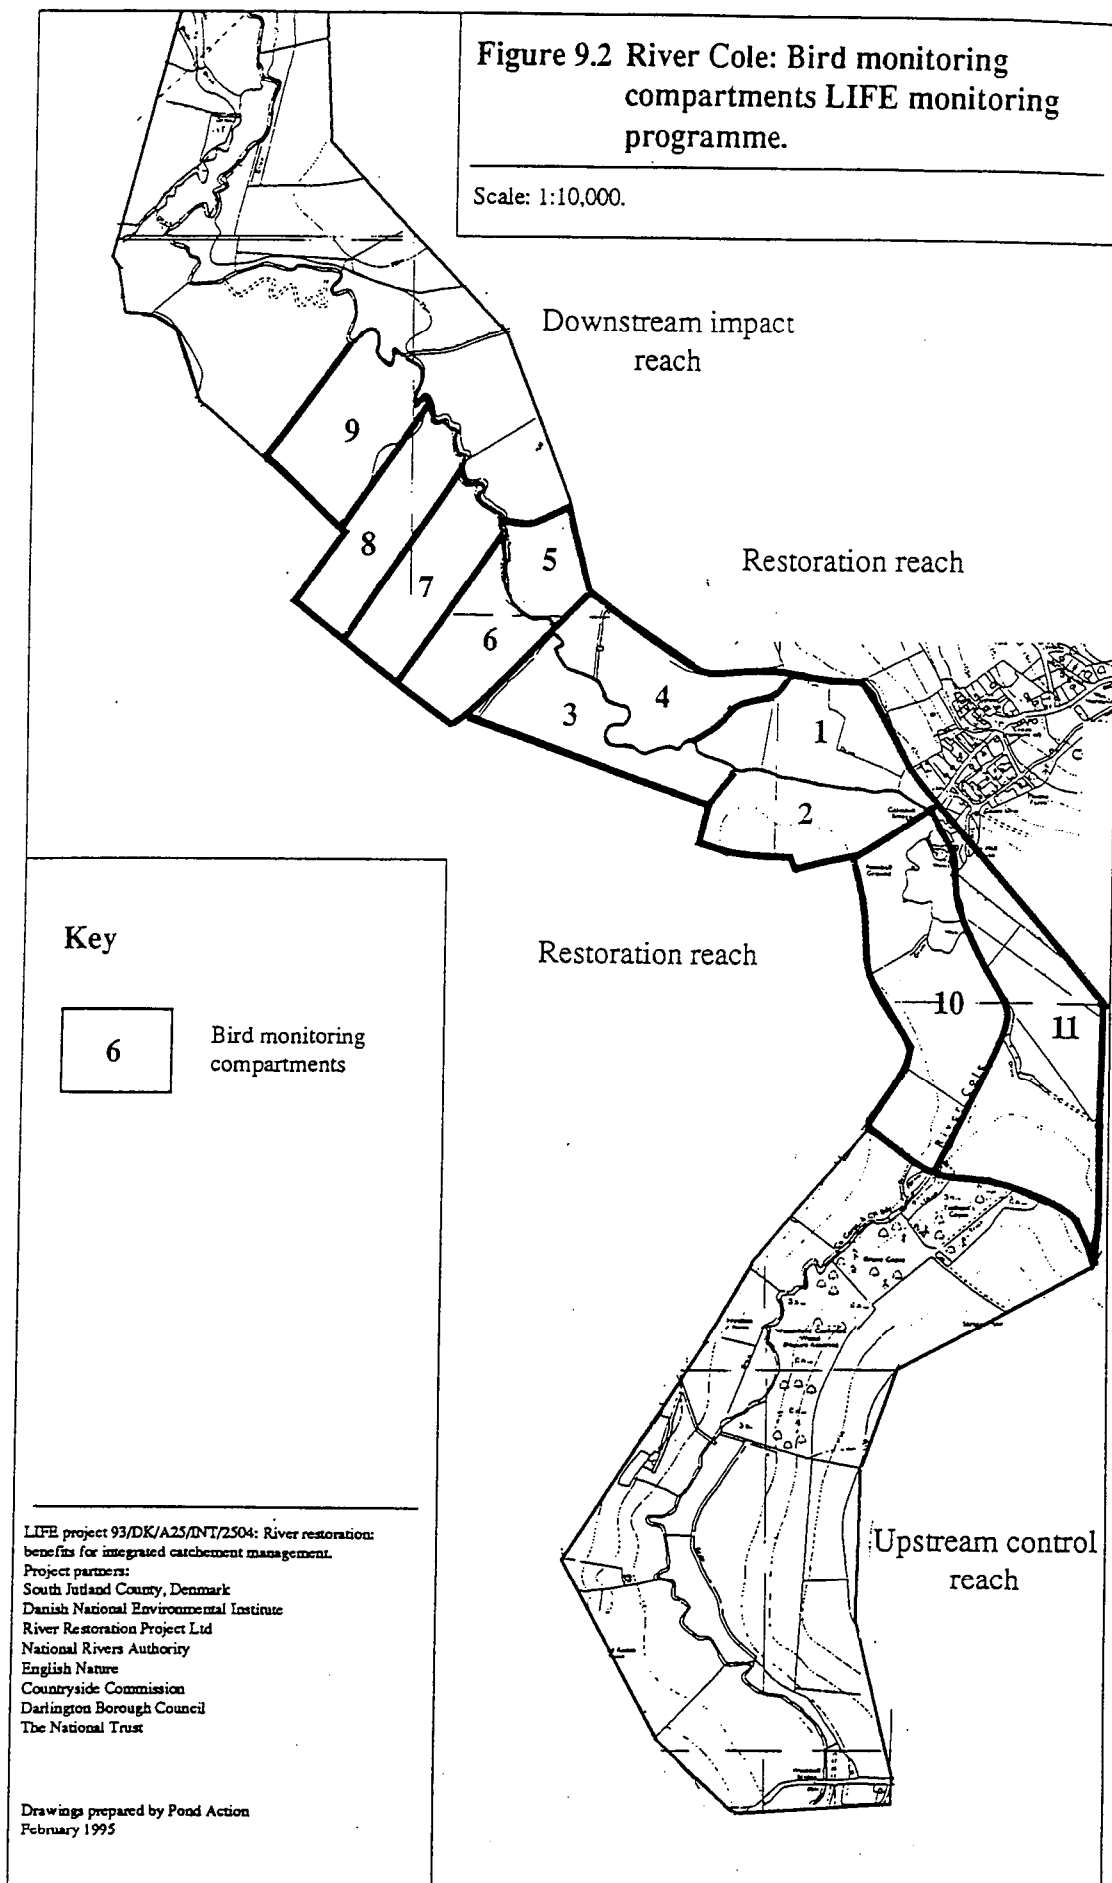 Figure 9.2 River Cole: Bird monitoring
compartments LIFE monitoring
programme.
Scale: 1:10,000.
Downstream impact
reach
Restoration reach
9
8
7
5
6
4
3
1
2
Restoration reach
10
11
River Cole
Upstream control
reach
Key
6
Bird monitoring
compartments
LIFE project 93/DK/A25/INT/2504: River restoration:
benefits for integrated catchement management.
Project partners:
South Jutland County, Denmark
Danish National Environmental Institute
River Restoration Project Ltd
National Rivers Authority
English Nature
Countryside Commission
Darlington Borough Council
The National Trust
Drawings prepared by Pond Action
February 1995